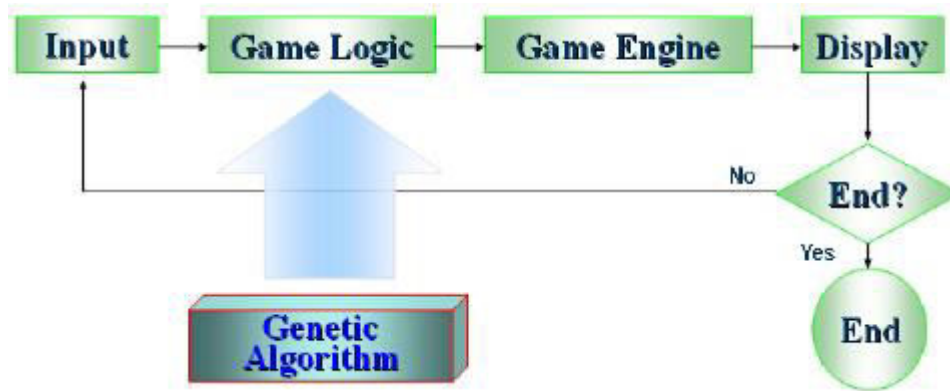 Input
Game Logic
Game Engine
Display
No
End?
Yes
End
Genetic
Algorithm